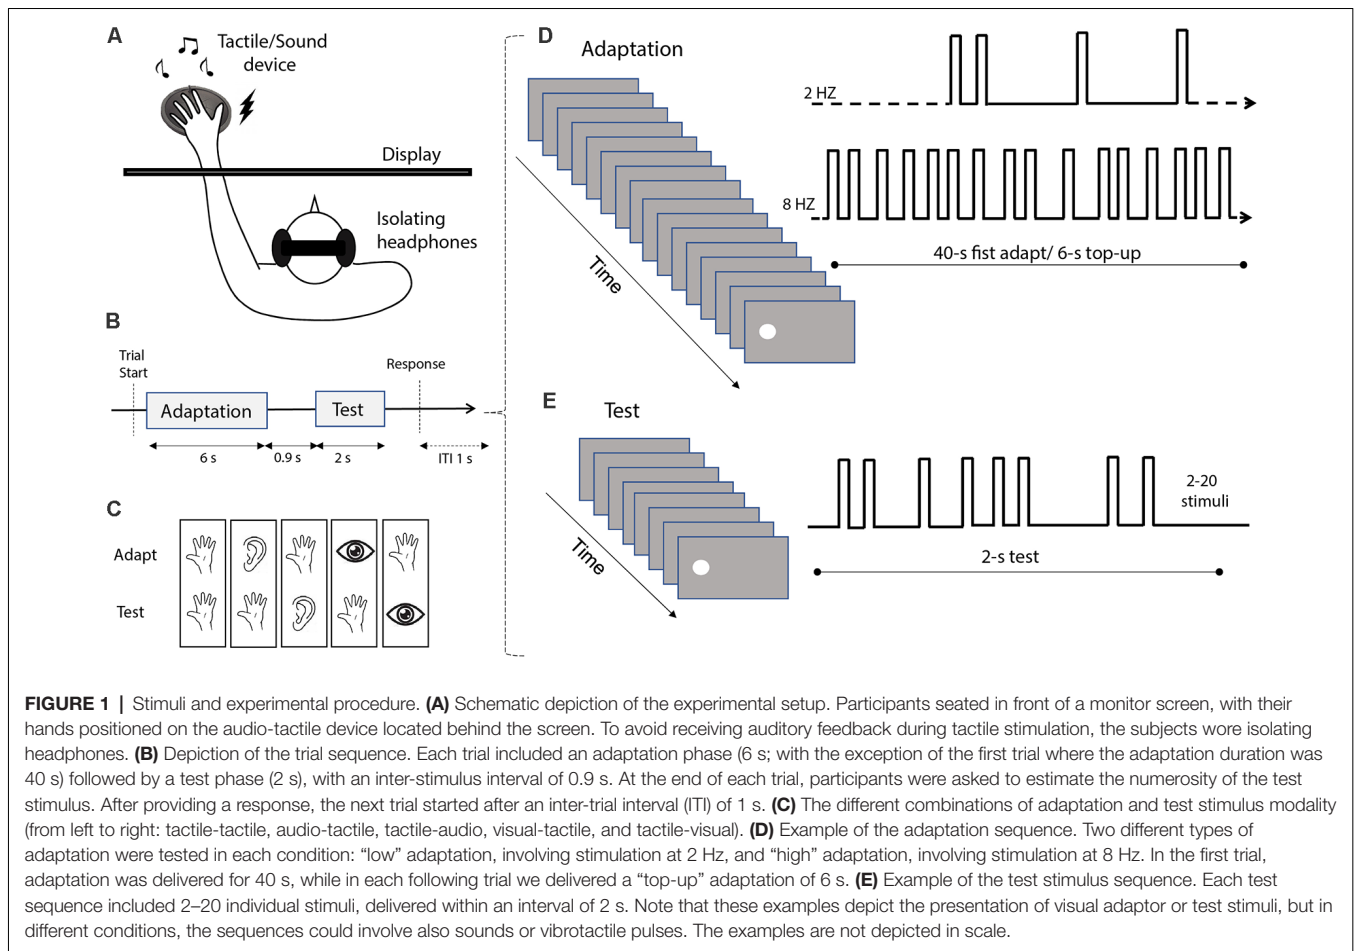 A
Tactile/Sound
device
Display
Isolating
headphones
B
Trial
Start
Response
Adaptation
Test
6 s
0.9 s
2 s
ITI 1 s
C
Adapt
Test
D
Adaptation
Time
2 HZ
8 HZ
40-s fist adapt/ 6-s top-up
E
Test
Time
2-20
stimuli
2-s test
FIGURE 1 | Stimuli and experimental procedure. (A) Schematic depiction of the experimental setup. Participants seated in front of a monitor screen, with their
hands positioned on the audio-tactile device located behind the screen. To avoid receiving auditory feedback during tactile stimulation, the subjects wore isolating
headphones. (B) Depiction of the trial sequence. Each trial included an adaptation phase (6 s; with the exception of the first trial where the adaptation duration was
40 s) followed by a test phase (2 s), with an inter-stimulus interval of 0.9 s. At the end of each trial, participants were asked to estimate the numerosity of the test
stimulus. After providing a response, the next trial started after an inter-trial interval (ITI) of 1 s. (C) The different combinations of adaptation and test stimulus modality
(from left to right: tactile-tactile, audio-tactile, tactile-audio, visual-tactile, and tactile-visual). (D) Example of the adaptation sequence. Two different types of
adaptation were tested in each condition: “low” adaptation, involving stimulation at 2 Hz, and “high” adaptation, involving stimulation at 8 Hz. In the first trial,
adaptation was delivered for 40 s, while in each following trial we delivered a “top-up” adaptation of 6 s. (E) Example of the test stimulus sequence. Each test
sequence included 2–20 individual stimuli, delivered within an interval of 2 s. Note that these examples depict the presentation of visual adaptor or test stimuli, but in
different conditions, the sequences could involve also sounds or vibrotactile pulses. The examples are not depicted in scale.